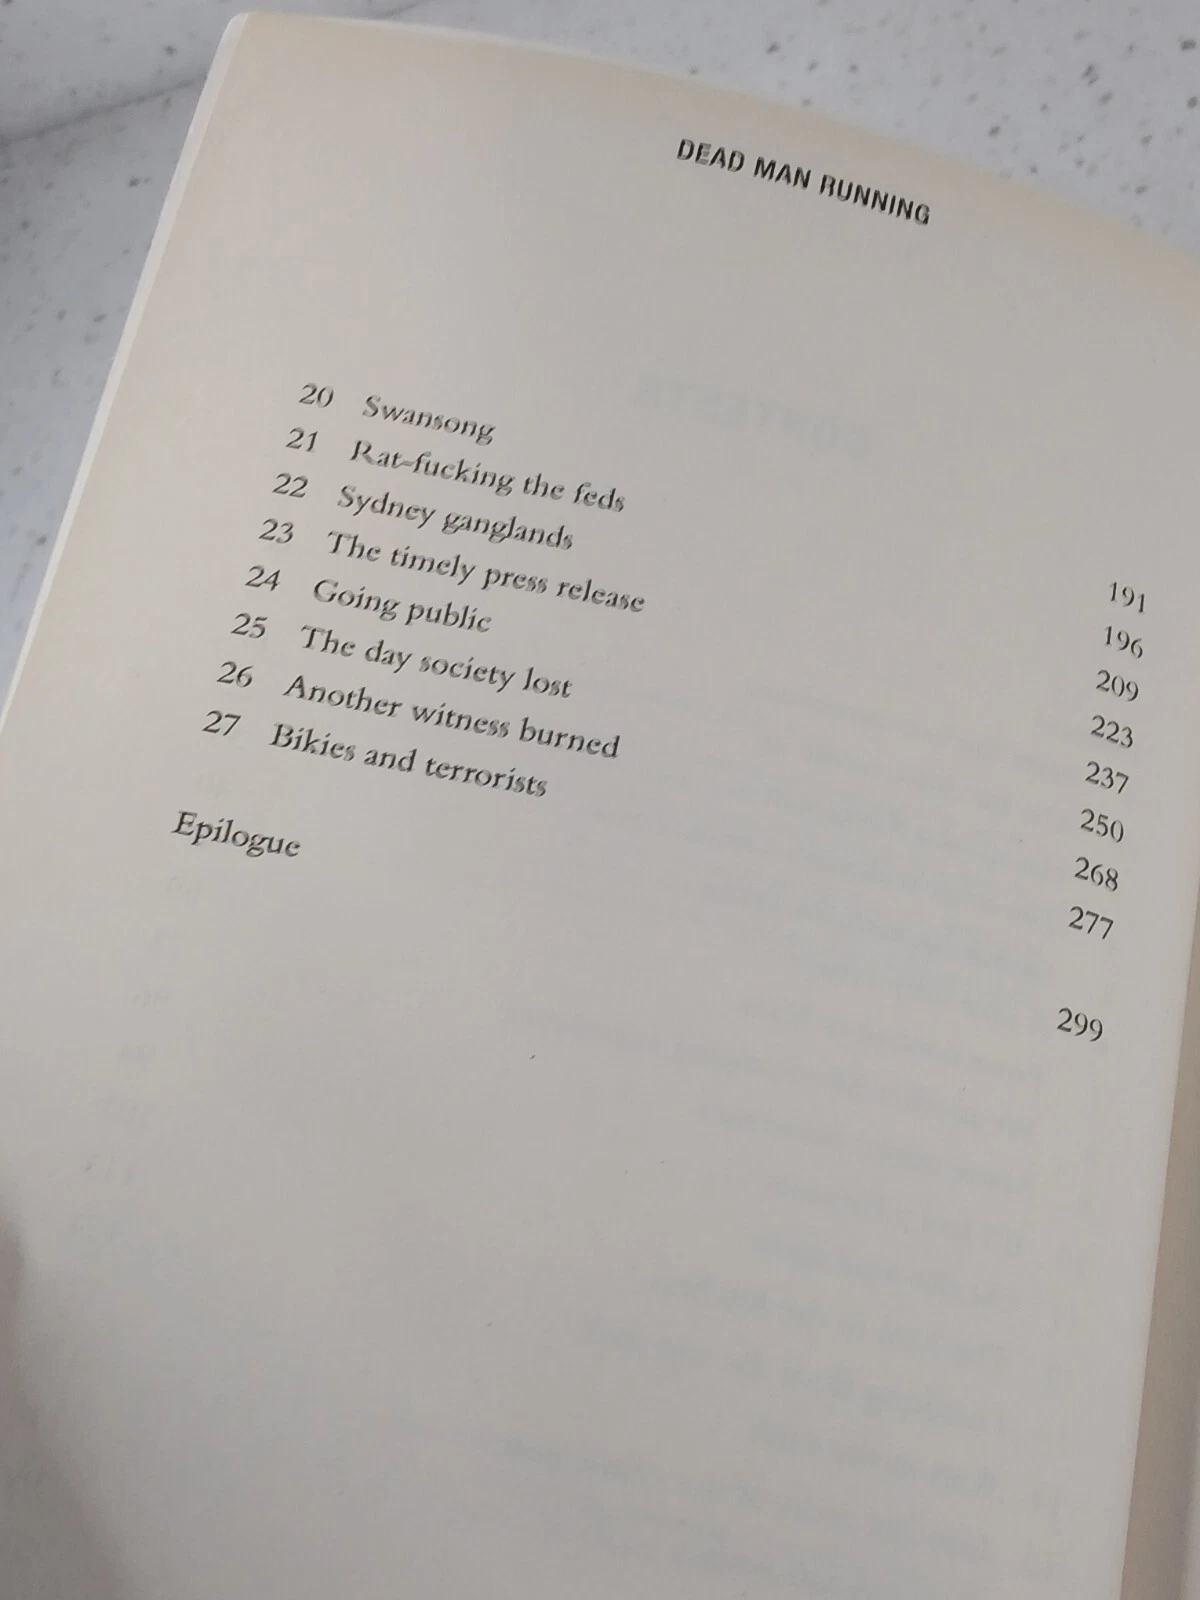 DEAD MAN RUNNING
20 Swansong 191
21 Rat-fucking the feds 196
22 Sydney ganglands 209
23 The timely press release 223
24 Going public 237
25 The day society lost 250
26 Another witness burned 268
27 Bikies and terrorists 277
Epilogue 299